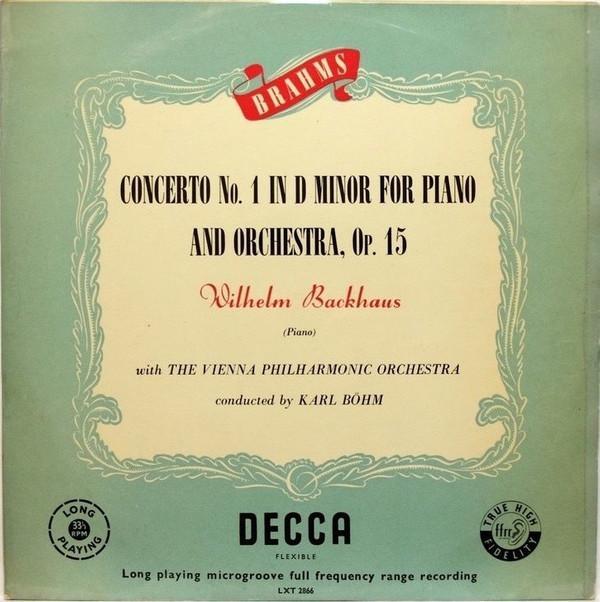 BRAHMS
CONCERTO No. 1 IN D MINOR FOR PIANO
AND ORCHESTRA, Op. 15
Wilhelm Backhaus
(Piano)
with THE VIENNA PHILHARMONIC ORCHESTRA
conducted by KARL BÖHM
LONG
33⅓
RPM
PLAYING
DECCA
FLEXIBLE
TRUE HIGH
ffrr
FIDELITY
Long playing microgroove full frequency range recording
LXT 2866